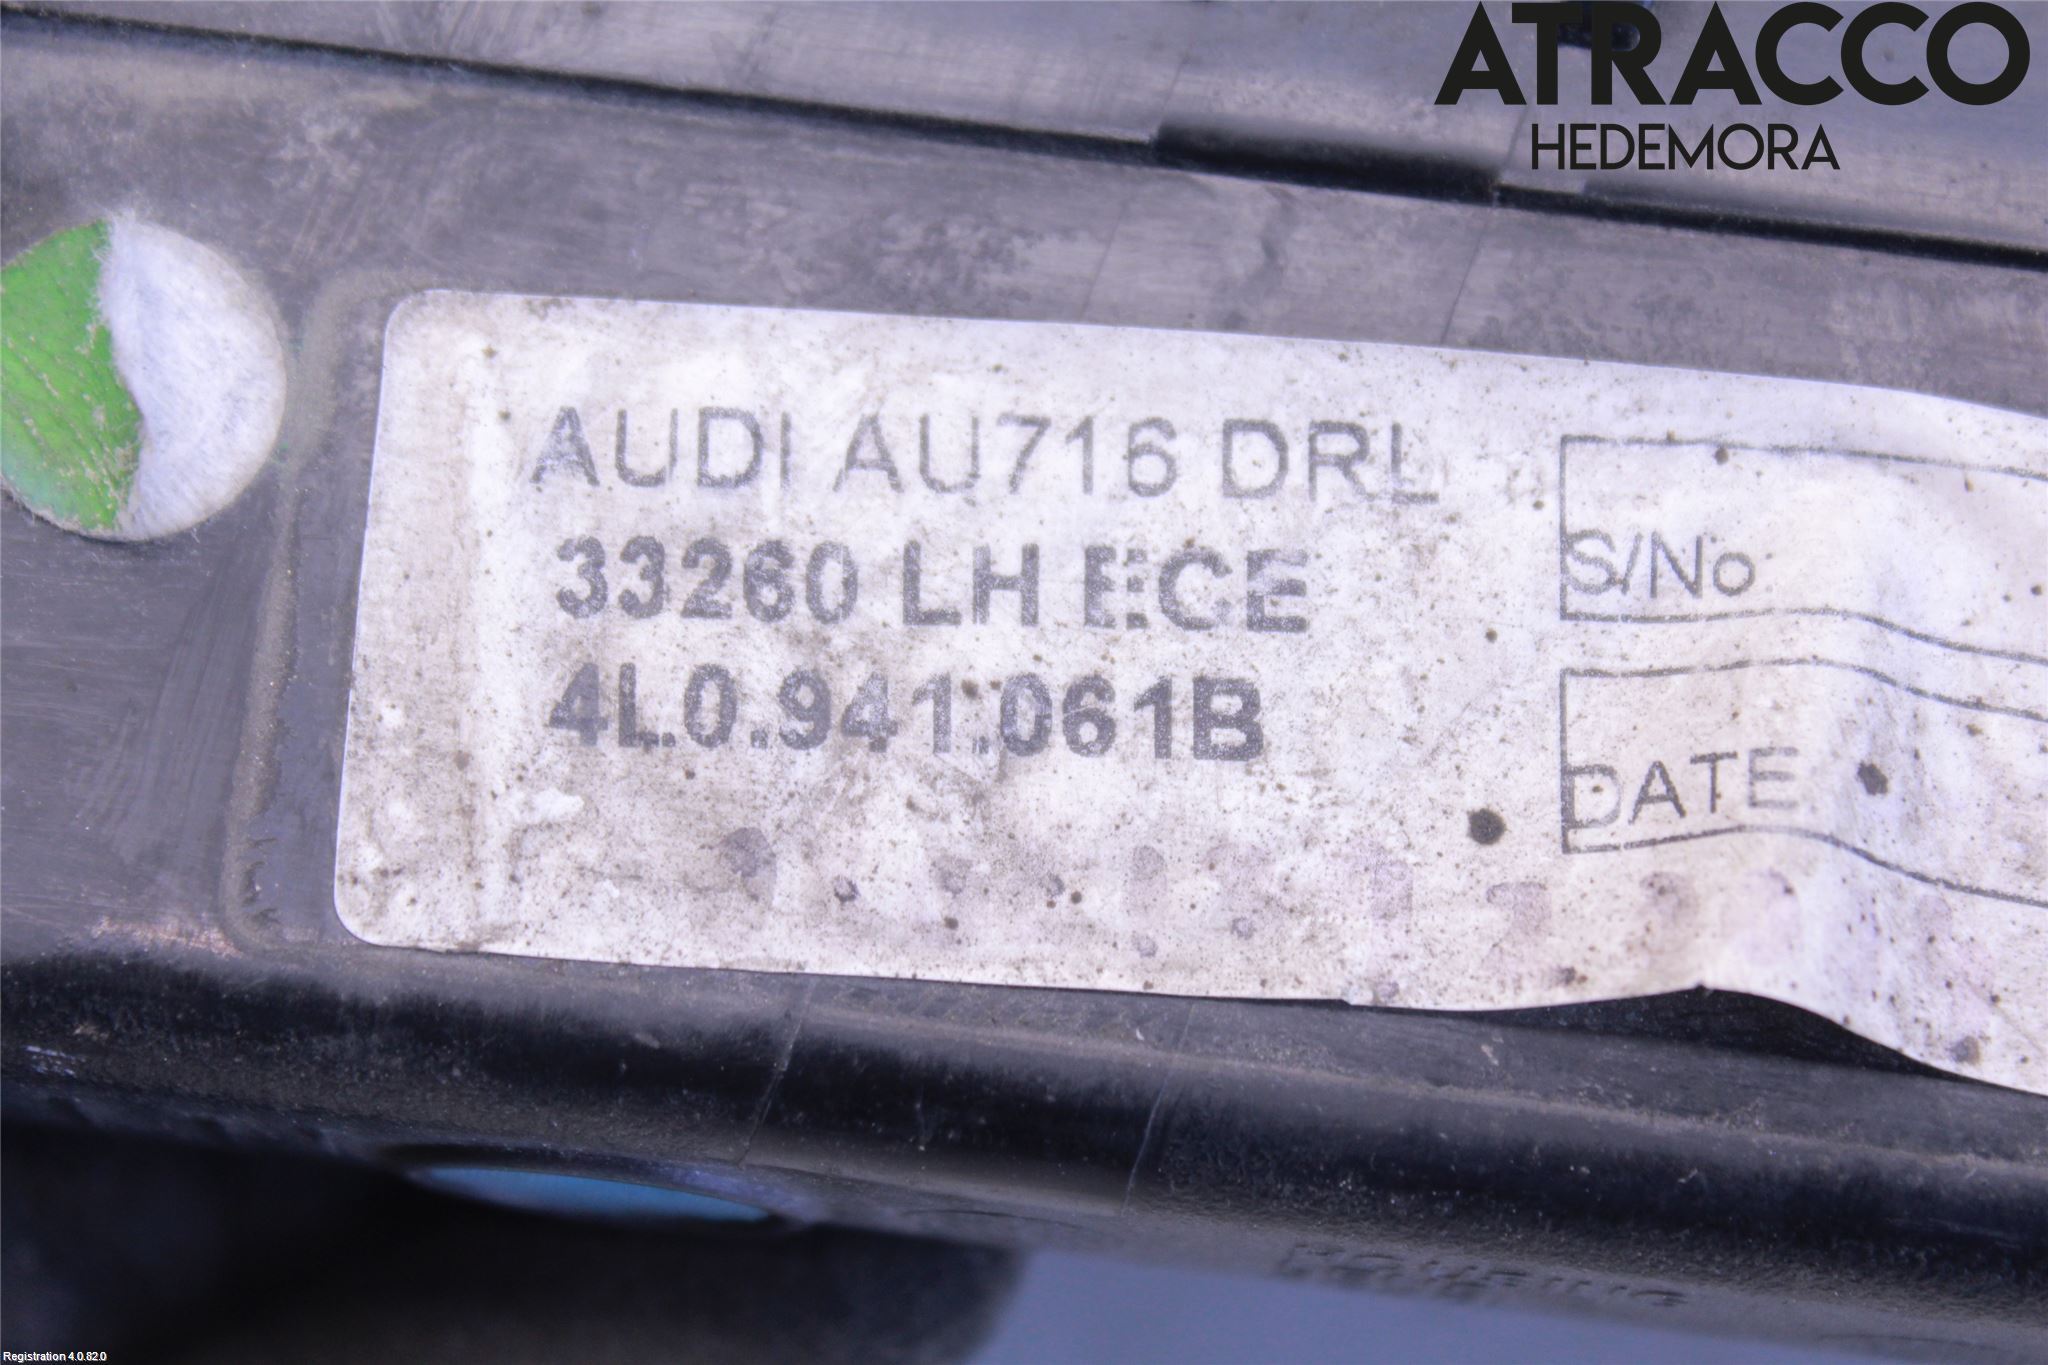 ATRACCO
HEDEMORA
AUDI AU716 DRL
33260 LH ECE
4L0.941.061B
S/No.
DATE
Registration 4.0.82.0